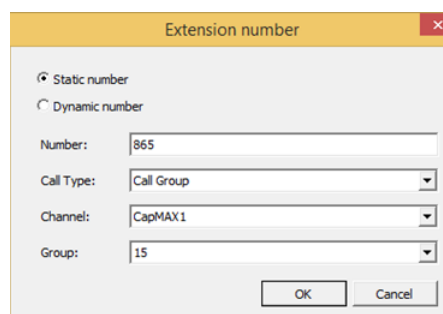 Extension number
Static number
Dynamic number
Number: 865
Call Type: Call Group
Channel: CapMAX1
Group: 15
OK Cancel